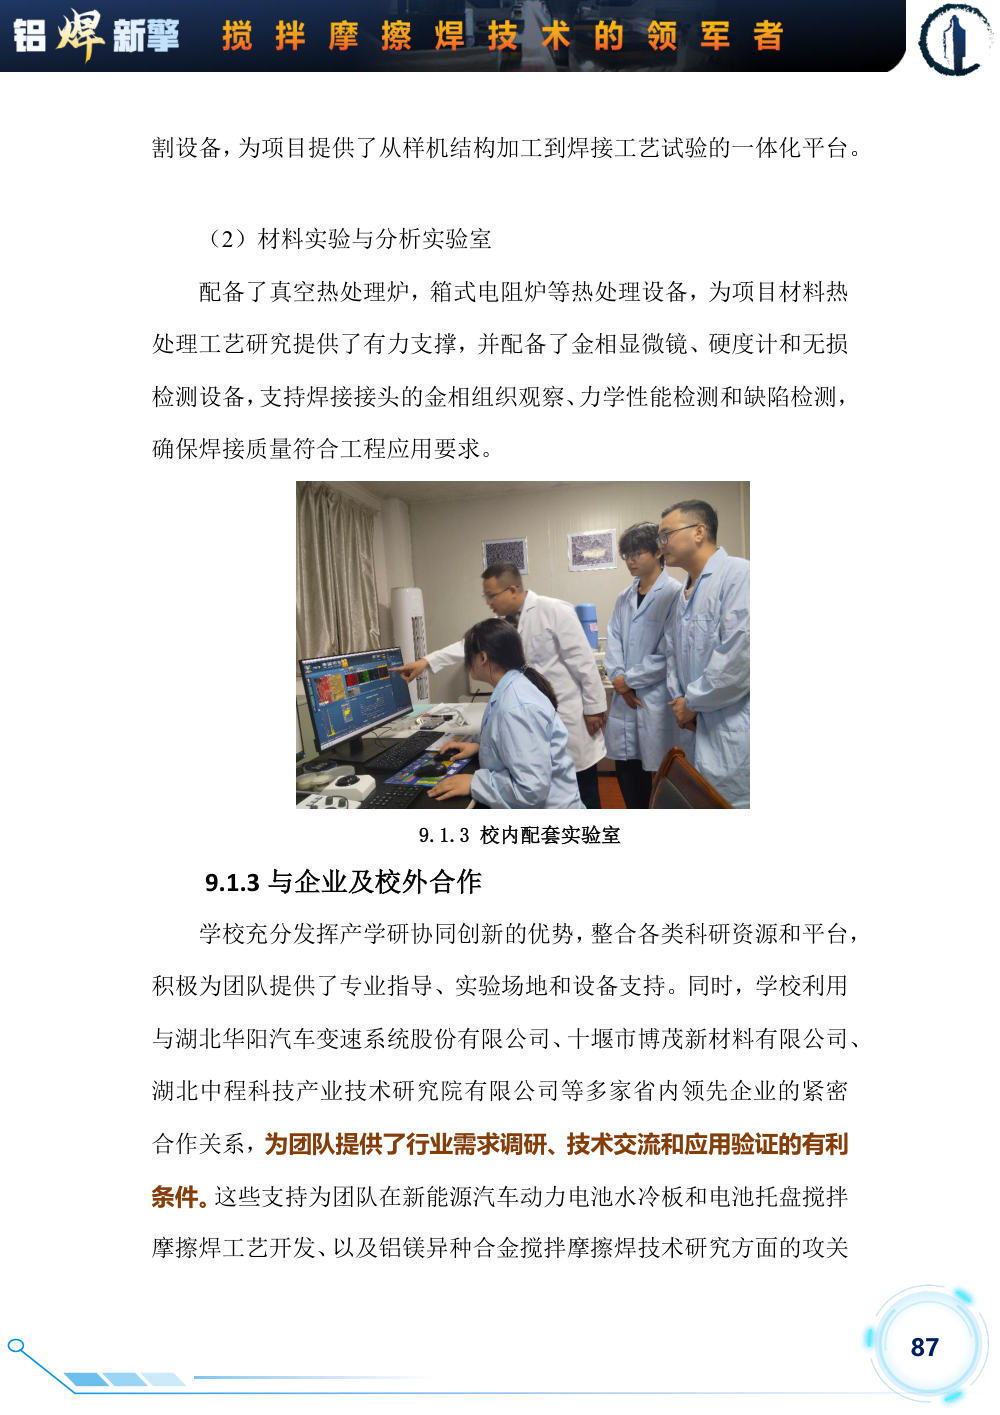 铝焊新擎 搅拌摩擦焊技术的领军者
割设备，为项目提供了从样机结构加工到焊接工艺试验的一体化平台。
（2）材料实验与分析实验室
配备了真空热处理炉，箱式电阻炉等热处理设备，为项目材料热
处理工艺研究提供了有力支撑，并配备了金相显微镜、硬度计和无损
检测设备，支持焊接接头的金相组织观察、力学性能检测和缺陷检测，
确保焊接质量符合工程应用要求。
9.1.3 校内配套实验室
9.1.3 与企业及校外合作
学校充分发挥产学研协同创新的优势，整合各类科研资源和平台，
积极为团队提供了专业指导、实验场地和设备支持。同时，学校利用
与湖北华阳汽车变速系统股份有限公司、十堰市博茂新材料有限公司、
湖北中程科技产业技术研究院有限公司等多家省内领先企业的紧密
合作关系，为团队提供了行业需求调研、技术交流和应用验证的有利
条件。这些支持为团队在新能源汽车动力电池水冷板和电池托盘搅拌
摩擦焊工艺开发、以及铝镁异种合金搅拌摩擦焊技术研究方面的攻关
87